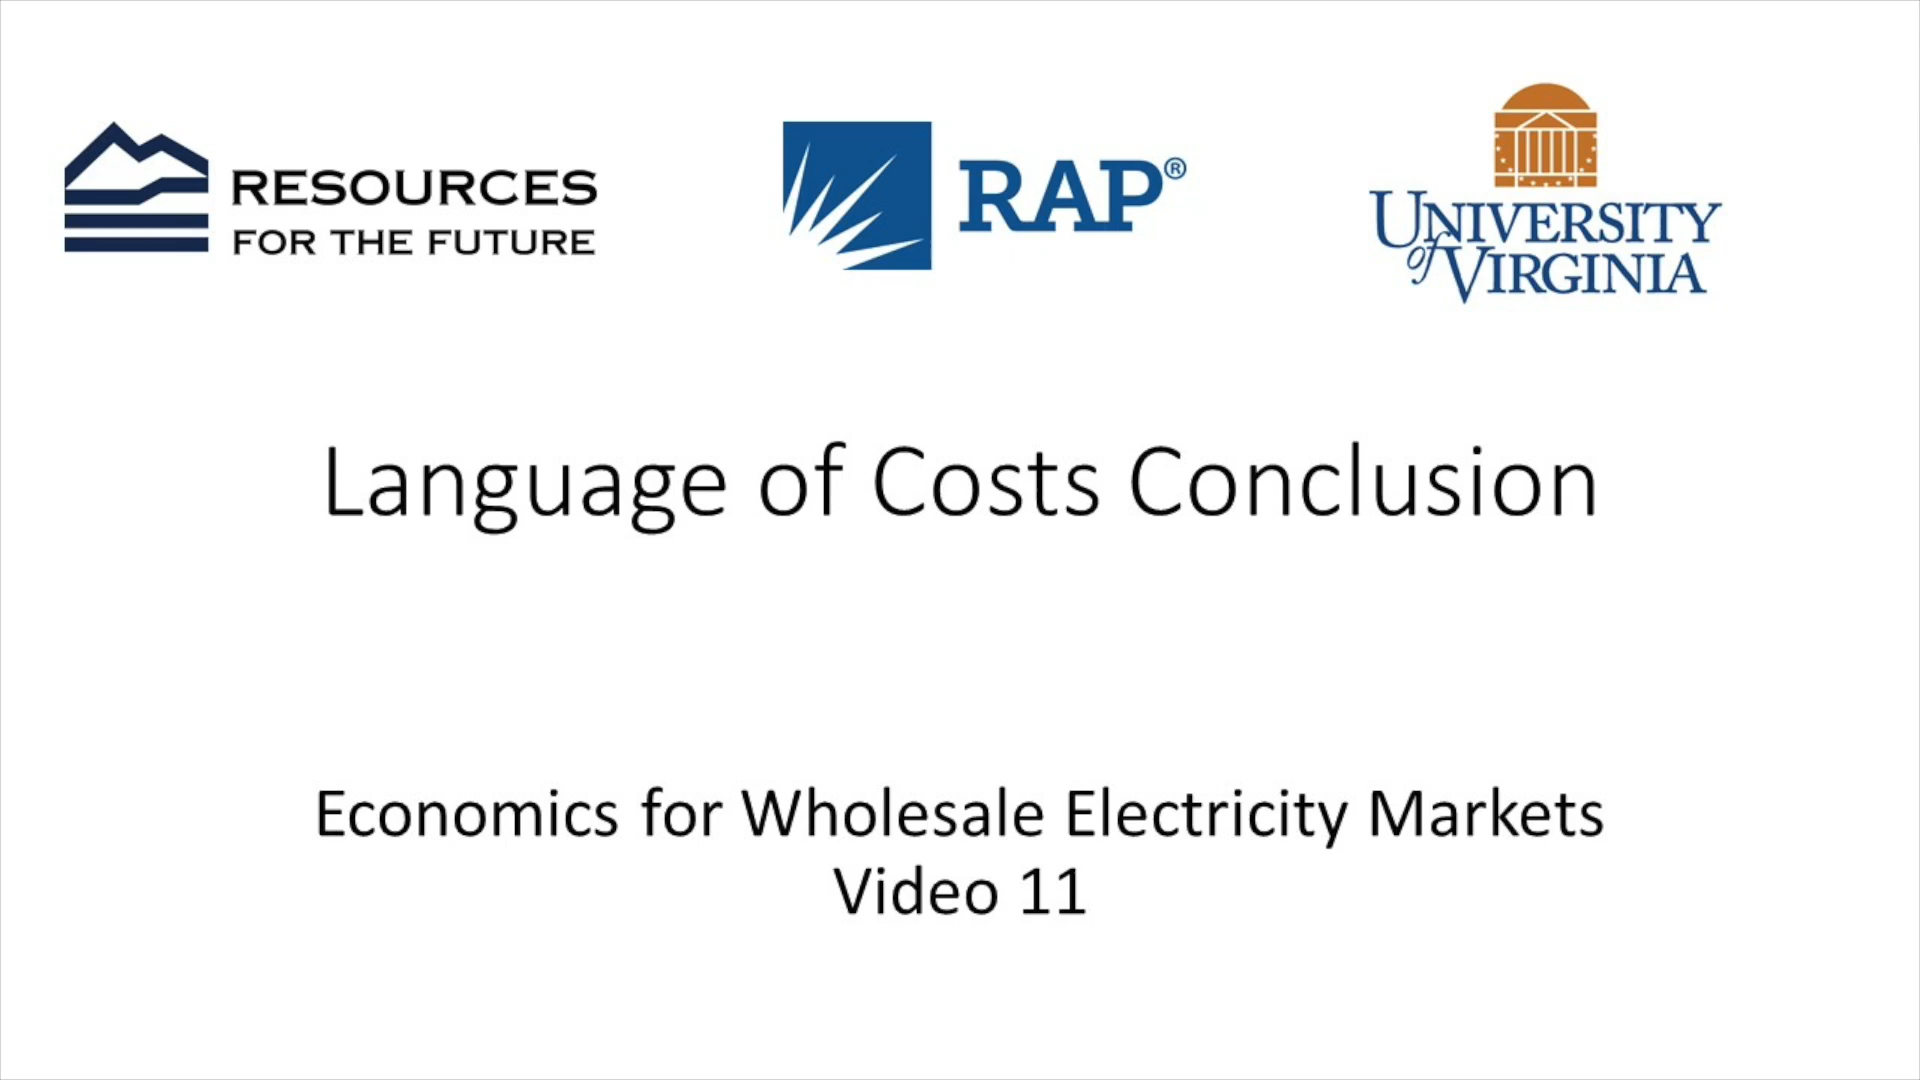 RESOURCES
FOR THE FUTURE
RAP®
UNIVERSITY
of VIRGINIA
Language of Costs Conclusion
Economics for Wholesale Electricity Markets
Video 11